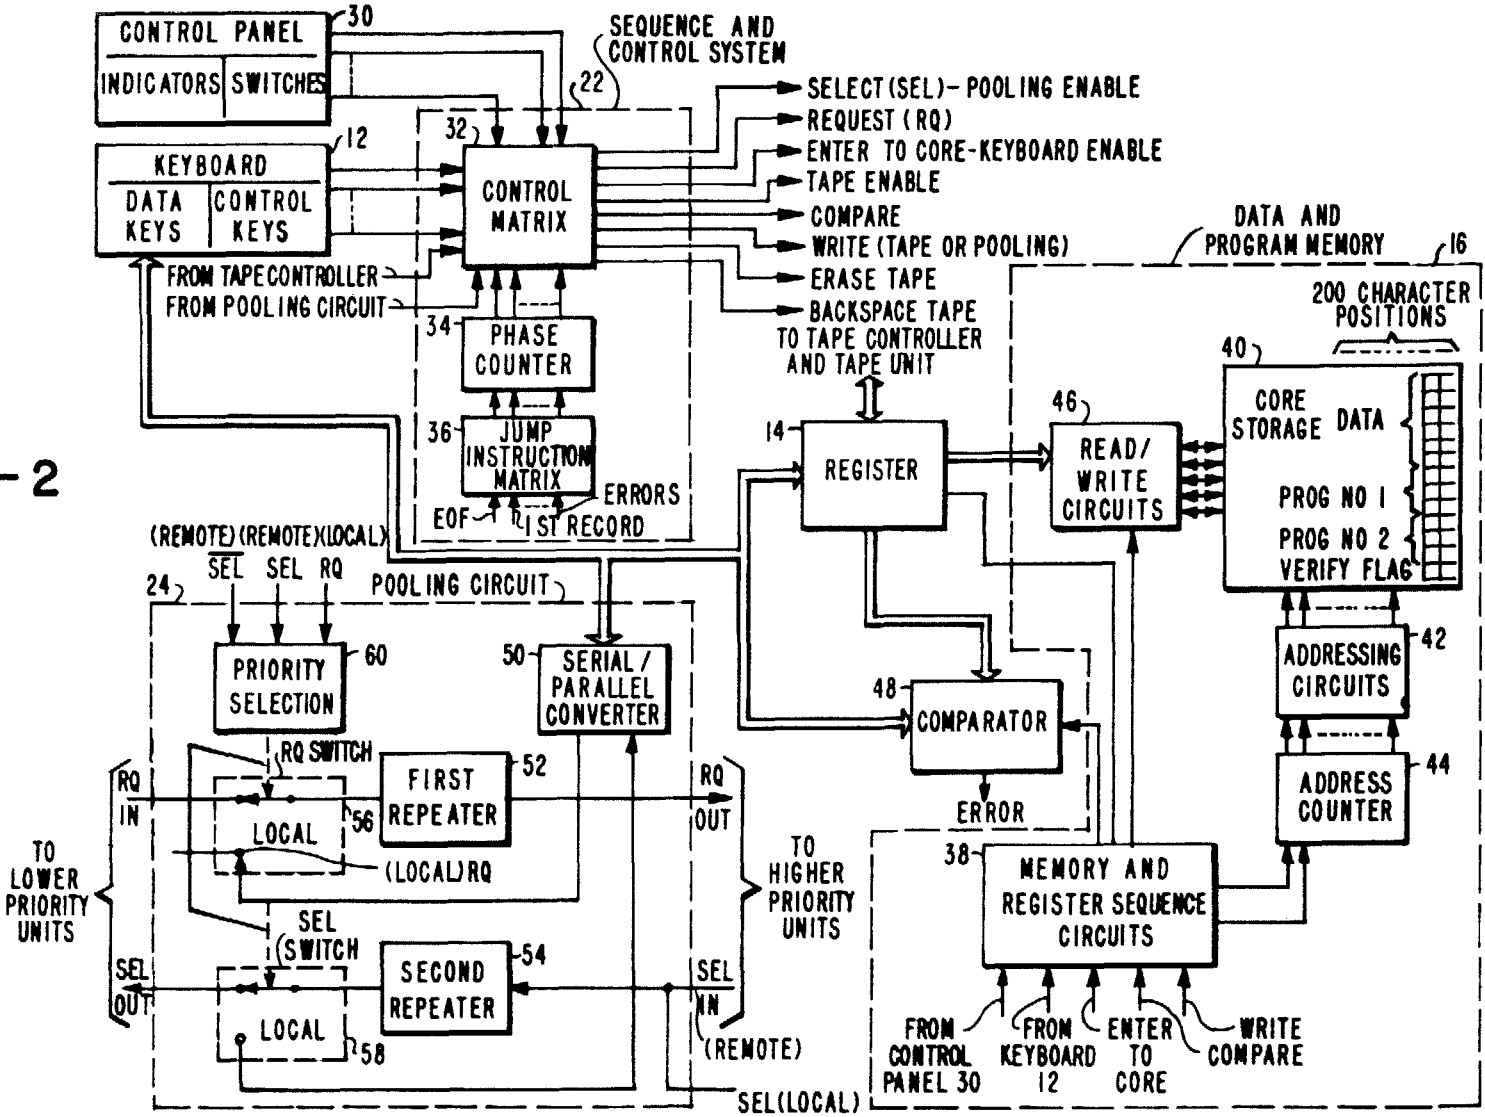 30
CONTROL PANEL
INDICATORS
SWITCHES
12
KEYBOARD
DATA
KEYS
CONTROL
KEYS
FROM TAPE CONTROLLER
FROM POOLING CIRCUIT
SEQUENCE AND
CONTROL SYSTEM
22
32
CONTROL
MATRIX
34
PHASE
COUNTER
36
JUMP
INSTRUCTION
MATRIX
EOF
1ST RECORD
ERRORS
SELECT (SEL) - POOLING ENABLE
REQUEST (RQ)
ENTER TO CORE-KEYBOARD ENABLE
TAPE ENABLE
COMPARE
WRITE (TAPE OR POOLING)
ERASE TAPE
BACKSPACE TAPE
TO TAPE CONTROLLER
AND TAPE UNIT
14
REGISTER
DATA AND
PROGRAM MEMORY
16
200 CHARACTER
POSITIONS
40
CORE
STORAGE
DATA
PROG NO 1
PROG NO 2
VERIFY FLAG
46
READ/
WRITE
CIRCUITS
42
ADDRESSING
CIRCUITS
44
ADDRESS
COUNTER
48
COMPARATOR
ERROR
38
MEMORY AND
REGISTER SEQUENCE
CIRCUITS
FROM
CONTROL
PANEL 30
FROM
KEYBOARD
12
ENTER
TO
CORE
WRITE
COMPARE
- 2
(REMOTE) (REMOTE) (LOCAL)
S̅E̅L̅ SEL RQ
24
POOLING CIRCUIT
PRIORITY
SELECTION
60
50
SERIAL /
PARALLEL
CONVERTER
RQ SWITCH
RQ
IN
LOCAL
56
FIRST
REPEATER
52
(LOCAL) RQ
RQ
OUT
TO
LOWER
PRIORITY
UNITS
TO
HIGHER
PRIORITY
UNITS
SEL
SWITCH
SEL
OUT
LOCAL
58
SECOND
REPEATER
54
SEL
IN
(REMOTE)
SEL (LOCAL)